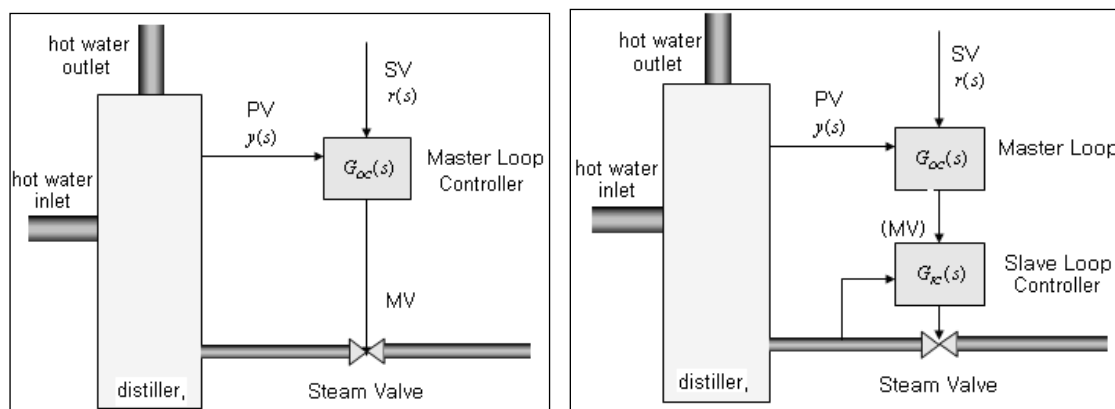 hot water
outlet
SV
r(s)
PV
y(s)
G_OC(s)
Master Loop
Controller
hot water
inlet
MV
distiller,
Steam Valve
hot water
outlet
SV
r(s)
PV
y(s)
G_OC(s)
Master Loop
hot water
inlet
(MV)
G_IC(s)
Slave Loop
Controller
distiller,
Steam Valve